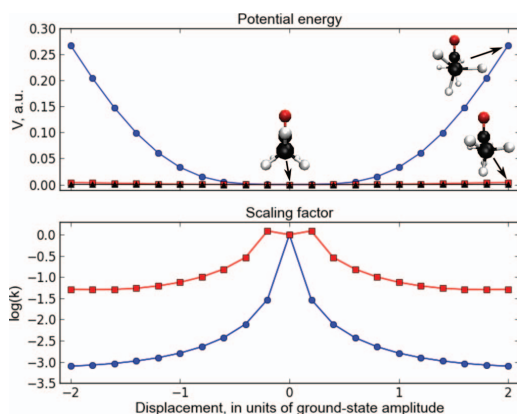 Potential energy
V, a.u.
0.30
0.25
0.20
0.15
0.10
0.05
0.00
Scaling factor
log(k)
0.0
−0.5
−1.0
−1.5
−2.0
−2.5
−3.0
−3.5
−2 −1 0 1 2
Displacement, in units of ground-state amplitude